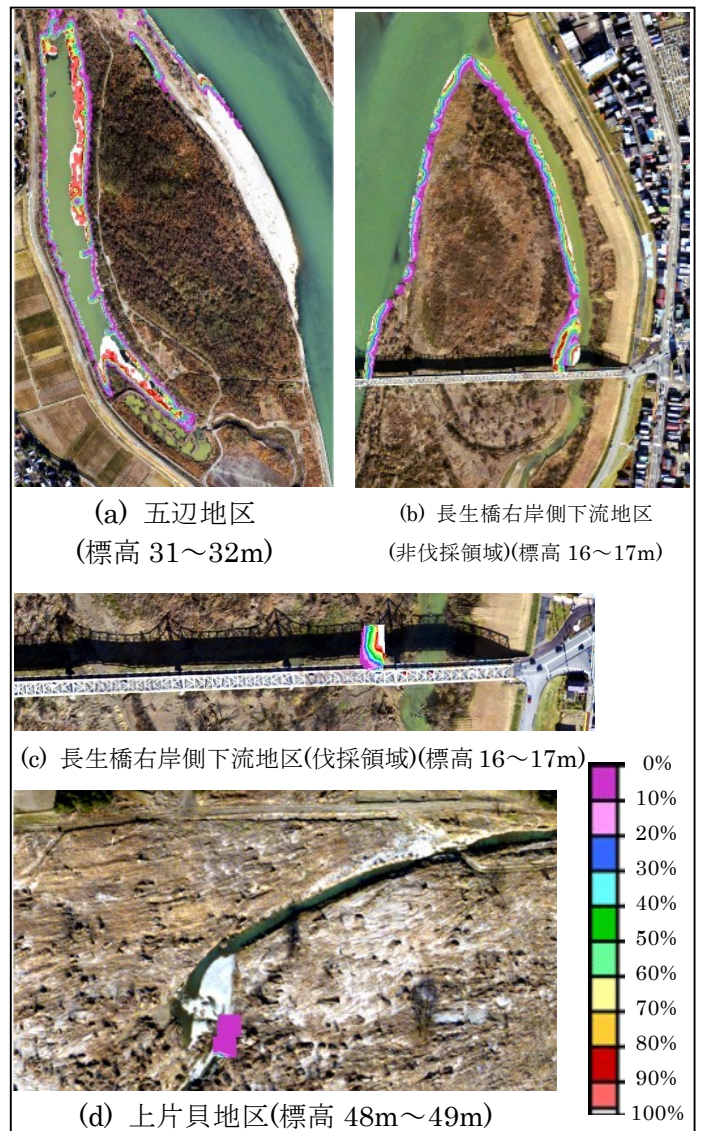 (a) 五辺地区
(標高 31～32m)
(b) 長生橋右岸側下流地区
(非伐採領域)(標高 16～17m)
(c) 長生橋右岸側下流地区(伐採領域)(標高 16～17m)
0%
10%
20%
30%
40%
50%
60%
70%
80%
90%
100%
(d) 上片貝地区(標高 48m～49m)